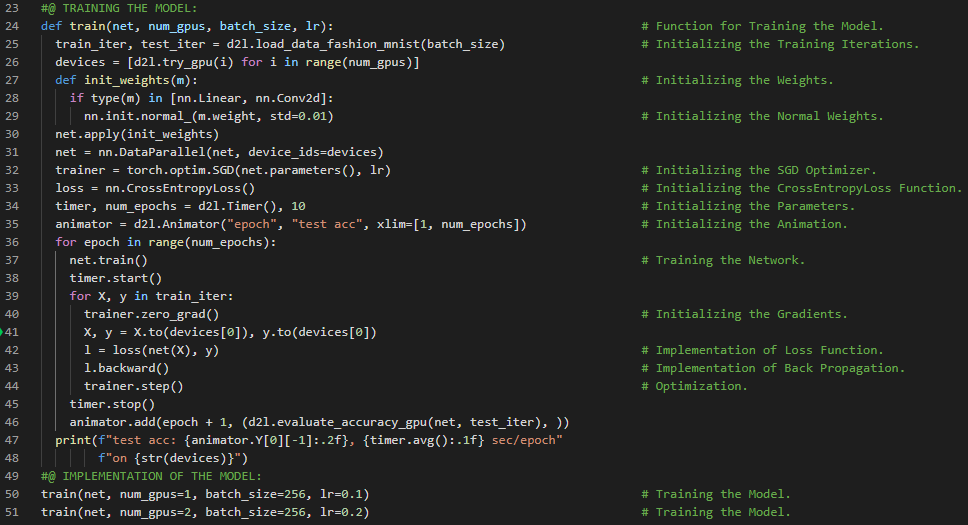 23 #@ TRAINING THE MODEL:
24 def train(net, num_gpus, batch_size, lr): # Function for Training the Model.
25 train_iter, test_iter = d2l.load_data_fashion_mnist(batch_size) # Initializing the Training Iterations.
26 devices = [d2l.try_gpu(i) for i in range(num_gpus)]
27 def init_weights(m): # Initializing the Weights.
28 if type(m) in [nn.Linear, nn.Conv2d]:
29 nn.init.normal_(m.weight, std=0.01) # Initializing the Normal Weights.
30 net.apply(init_weights)
31 net = nn.DataParallel(net, device_ids=devices)
32 trainer = torch.optim.SGD(net.parameters(), lr) # Initializing the SGD Optimizer.
33 loss = nn.CrossEntropyLoss() # Initializing the CrossEntropyLoss Function.
34 timer, num_epochs = d2l.Timer(), 10 # Initializing the Parameters.
35 animator = d2l.Animator("epoch", "test acc", xlim=[1, num_epochs]) # Initializing the Animation.
36 for epoch in range(num_epochs):
37 net.train() # Training the Network.
38 timer.start()
39 for X, y in train_iter:
40 trainer.zero_grad() # Initializing the Gradients.
41 X, y = X.to(devices[0]), y.to(devices[0])
42 l = loss(net(X), y) # Implementation of Loss Function.
43 l.backward() # Implementation of Back Propagation.
44 trainer.step() # Optimization.
45 timer.stop()
46 animator.add(epoch + 1, (d2l.evaluate_accuracy_gpu(net, test_iter), ))
47 print(f"test acc: {animator.Y[0][-1]:.2f}, {timer.avg():.1f} sec/epoch"
48 f"on {str(devices)}")
49 #@ IMPLEMENTATION OF THE MODEL:
50 train(net, num_gpus=1, batch_size=256, lr=0.1) # Training the Model.
51 train(net, num_gpus=2, batch_size=256, lr=0.2) # Training the Model.